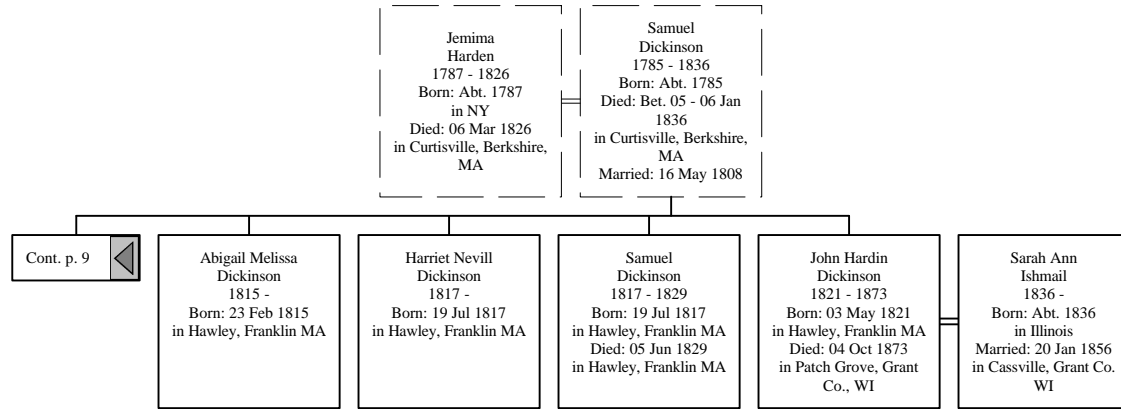 Jemima
Harden
1787 - 1826
Born: Abt. 1787
in NY
Died: 06 Mar 1826
in Curtisville, Berkshire,
MA
Samuel
Dickinson
1785 - 1836
Born: Abt. 1785
Died: Bet. 05 - 06 Jan
1836
in Curtisville, Berkshire,
MA
Married: 16 May 1808
Cont. p. 9
Abigail Melissa
Dickinson
1815 -
Born: 23 Feb 1815
in Hawley, Franklin MA
Harriet Nevill
Dickinson
1817 -
Born: 19 Jul 1817
in Hawley, Franklin MA
Samuel
Dickinson
1817 - 1829
Born: 19 Jul 1817
in Hawley, Franklin MA
Died: 05 Jun 1829
in Hawley, Franklin MA
John Hardin
Dickinson
1821 - 1873
Born: 03 May 1821
in Hawley, Franklin MA
Died: 04 Oct 1873
in Patch Grove, Grant
Co., WI
Sarah Ann
Ishmail
1836 -
Born: Abt. 1836
in Illinois
Married: 20 Jan 1856
in Cassville, Grant Co.
WI